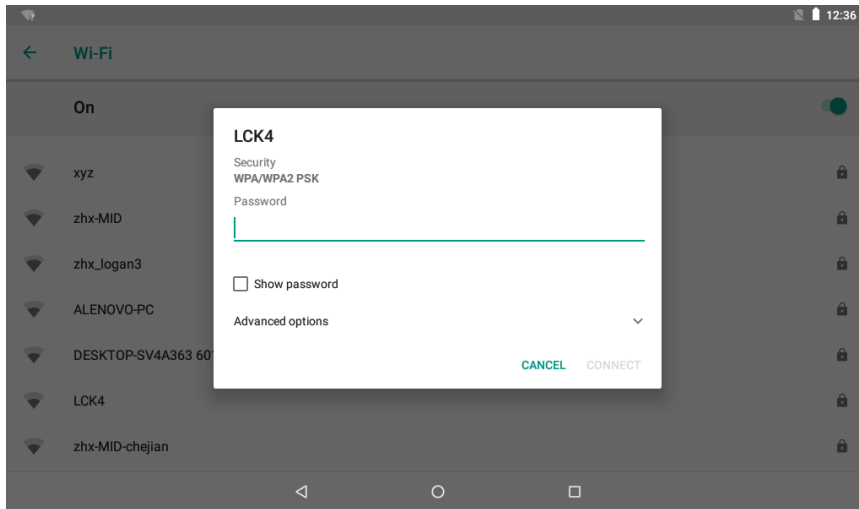 12:36
Wi-Fi
On
LCK4
Security
WPA/WPA2 PSK
Password
Show password
Advanced options
CANCEL CONNECT
xyz
zhx-MID
zhx_logan3
ALENOVO-PC
DESKTOP-SV4A363 60
LCK4
zhx-MID-chejian